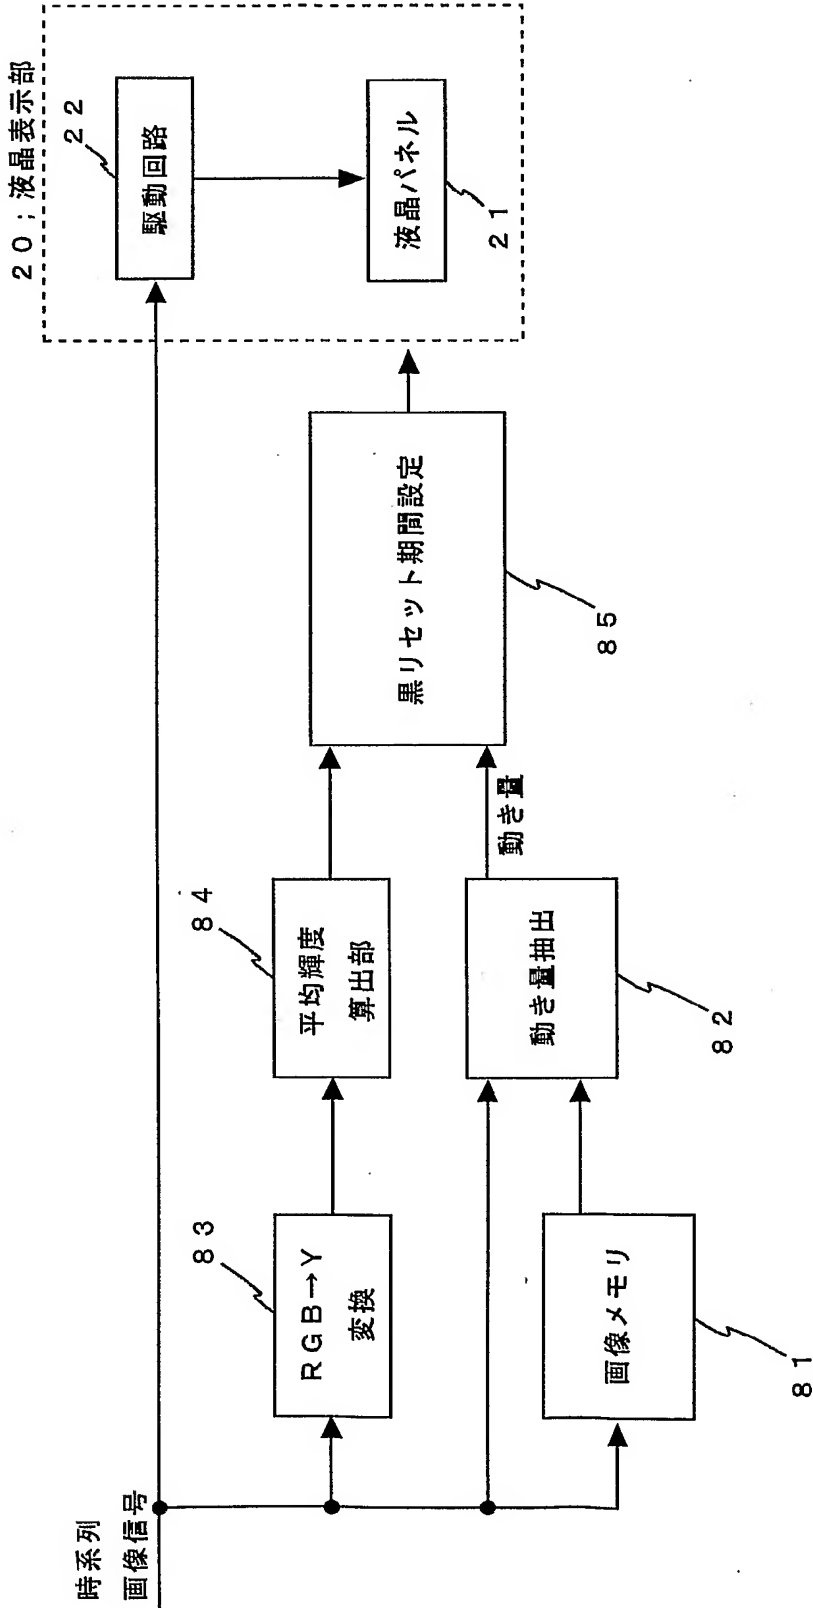 時系列
画像信号
RGB→Y
変換
83
平均輝度
算出部
84
画像メモリ
81
動き量抽出
82
動き量
黒リセット期間設定
85
20;液晶表示部
駆動回路
22
液晶パネル
21